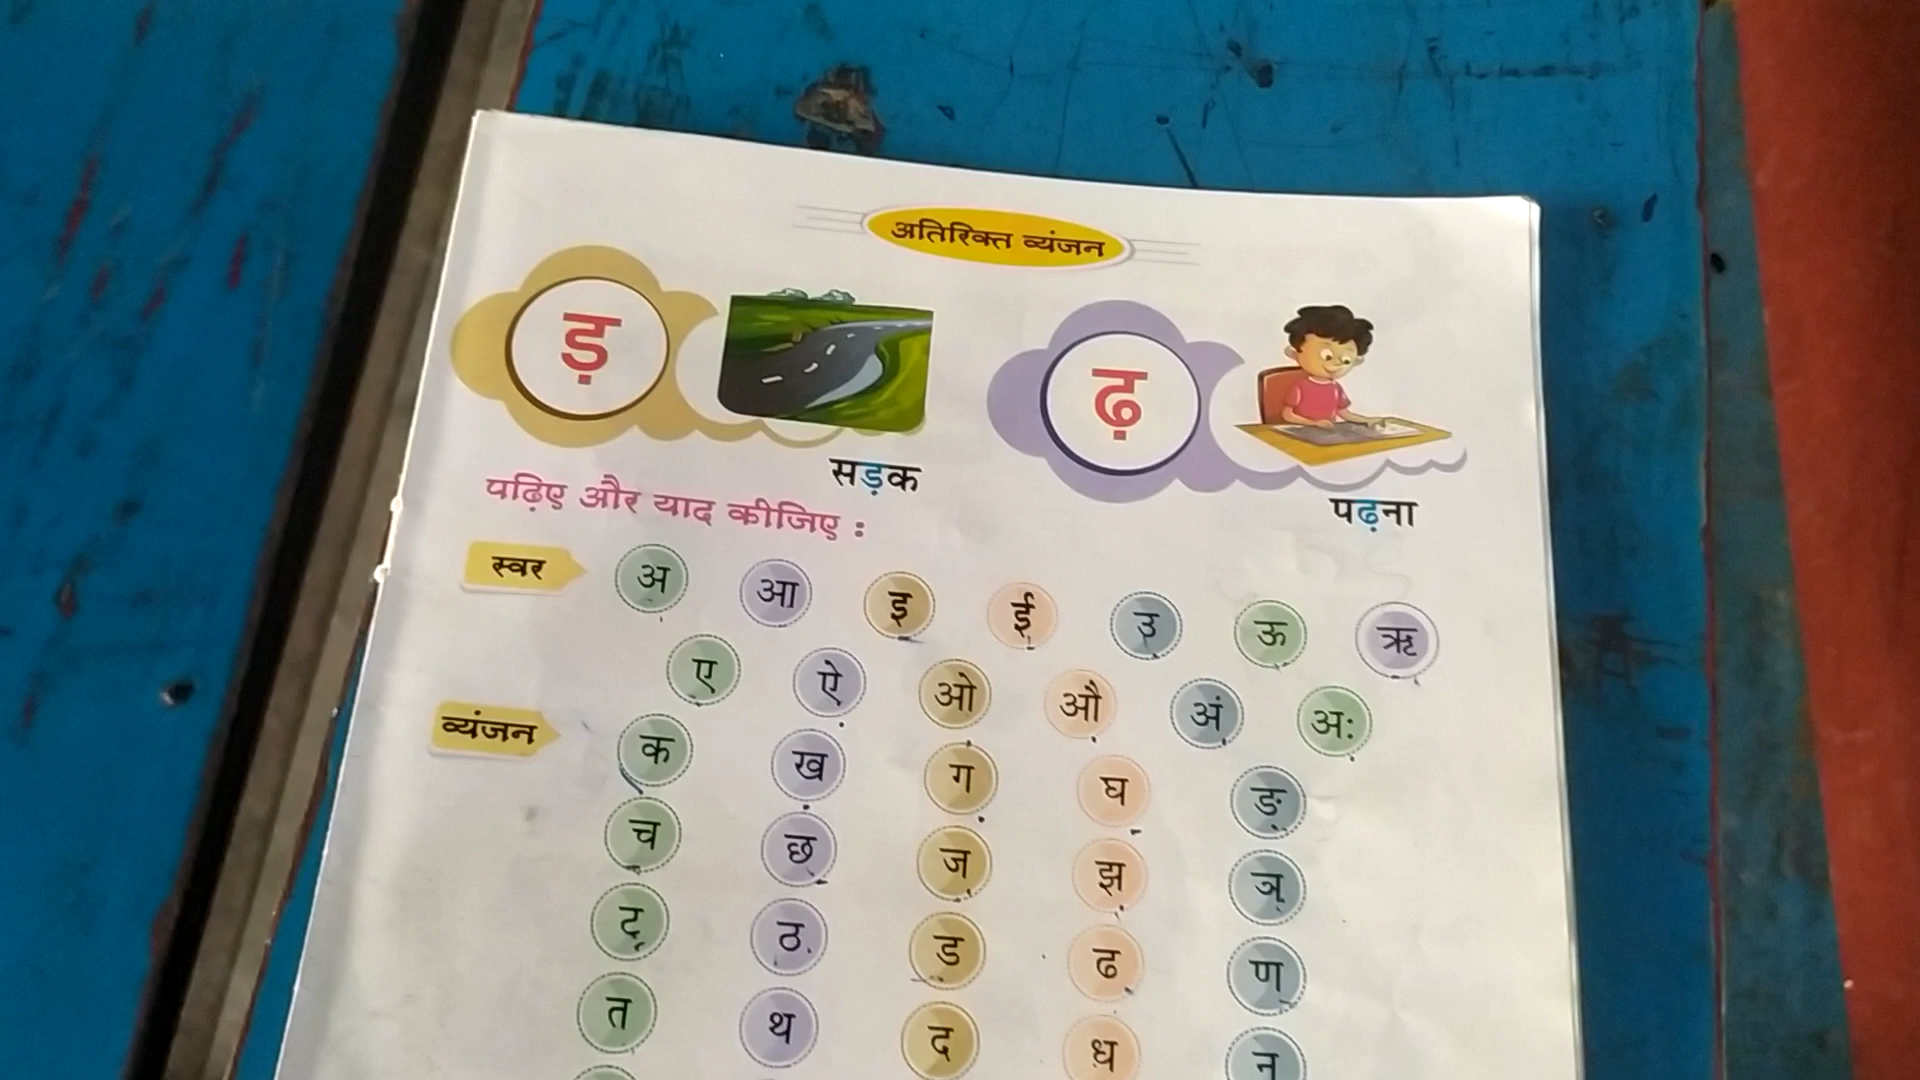 अतिरिक्त व्यंजन
ड़ ढ़
सड़क पढ़ना
पढ़िए और याद कीजिए :
स्वर अ आ इ ई उ ऊ ऋ
ए ऐ ओ औ अं अः
व्यंजन क ख ग घ ङ
च छ ज झ ञ
ट ठ ड ढ ण
त थ द ध न